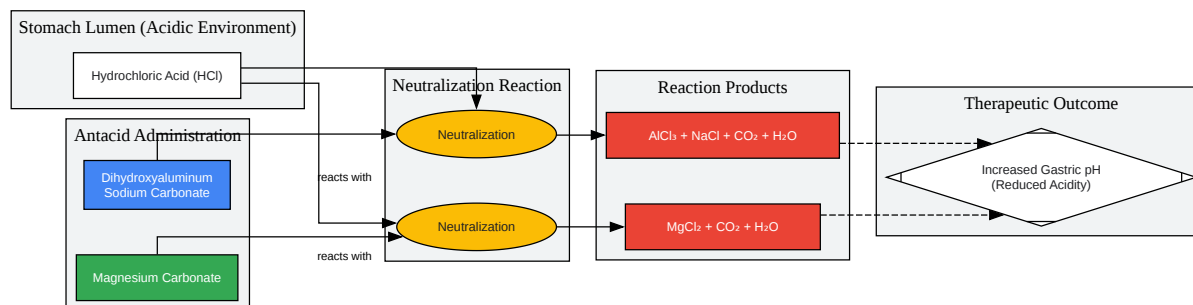 Stomach Lumen (Acidic Environment)
Hydrochloric Acid (HCl)
Antacid Administration
Dihydroxyaluminum
Sodium Carbonate
Magnesium Carbonate
reacts with
reacts with
Neutralization Reaction
Neutralization
Neutralization
Reaction Products
AlCl₃ + NaCl + CO₂ + H₂O
MgCl₂ + CO₂ + H₂O
Therapeutic Outcome
Increased Gastric pH
(Reduced Acidity)